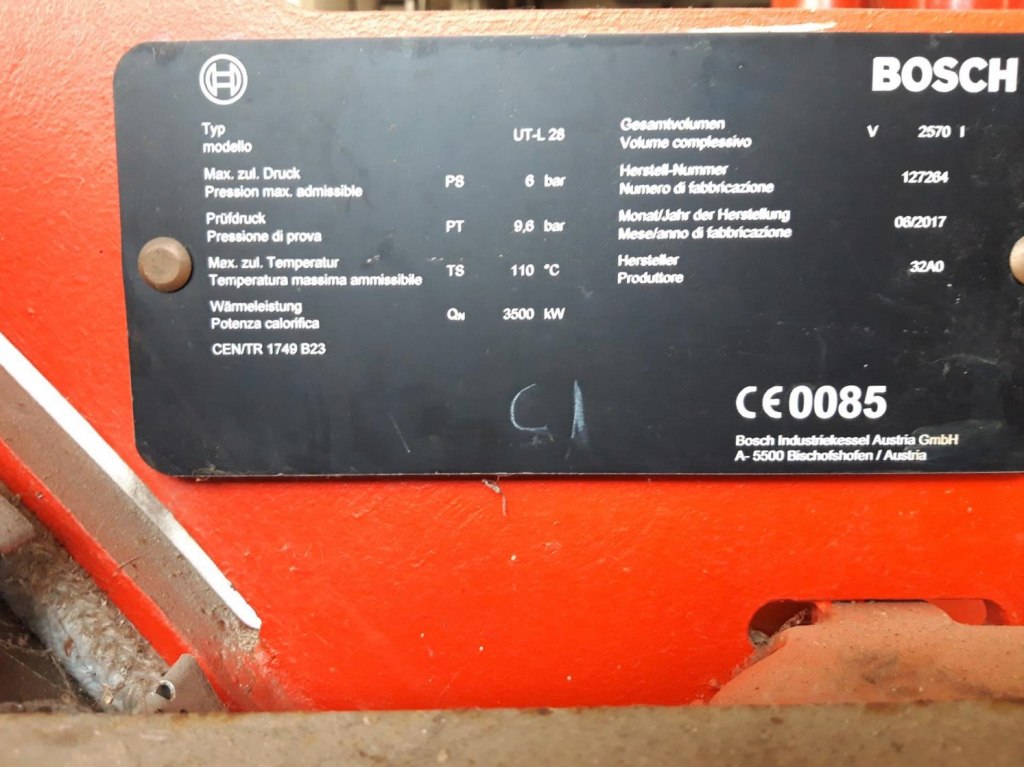 BOSCH
Typ
modello
UT-L 28
Max. zul. Druck
Pression max. admissible
PS 6 bar
Prüfdruck
Pressione di prova
PT 9,6 bar
Max. zul. Temperatur
Temperatura massima ammissibile
TS 110 °C
Wärmeleistung
Potenza calorifica
QN 3500 kW
CEN/TR 1749 B23
Gesamtvolumen
Volume complessivo
V 2570 l
Herstell-Nummer
Numero di fabbricazione
127264
Monat/Jahr der Herstellung
Mese/anno di fabbricazione
06/2017
Hersteller
Produttore
32A0
C1
CE0085
Bosch Industriekessel Austria GmbH
A- 5500 Bischofshofen / Austria